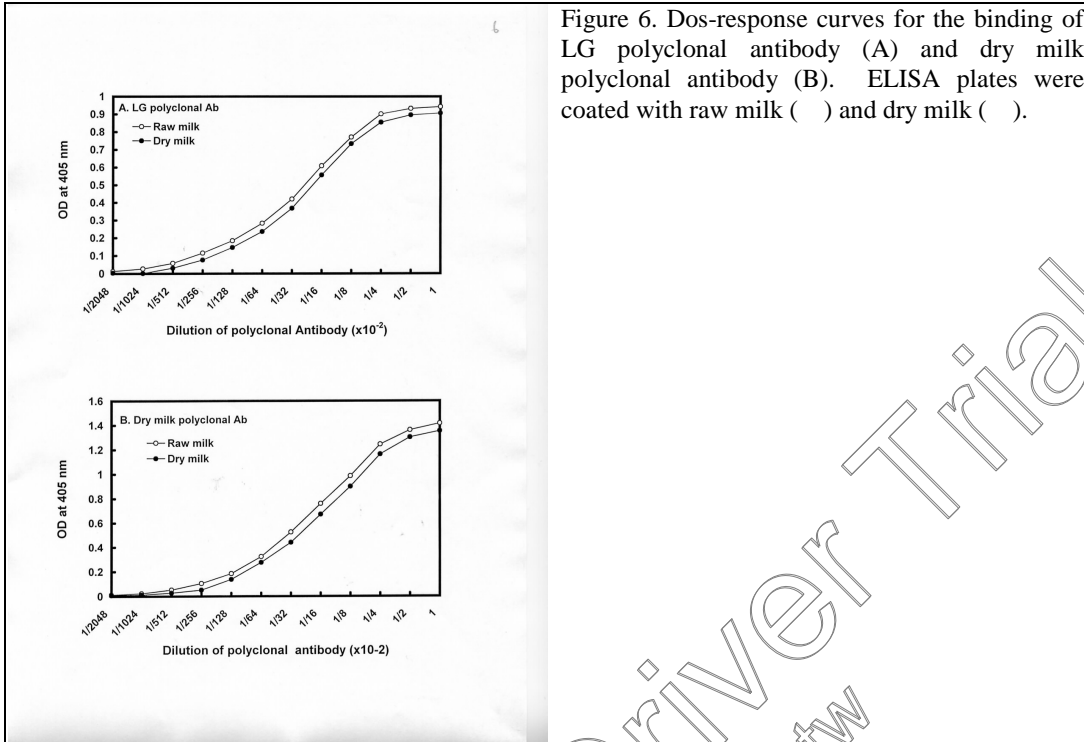 6
A. LG polyclonal Ab
Raw milk
Dry milk
1
0.9
0.8
0.7
0.6
0.5
0.4
0.3
0.2
0.1
0
OD at 405 nm
1/2048 1/1024 1/512 1/256 1/128 1/64 1/32 1/16 1/8 1/4 1/2 1
Dilution of polyclonal Antibody (x10-2)
B. Dry milk polyclonal Ab
Raw milk
Dry milk
1.6
1.4
1.2
1
0.8
0.6
0.4
0.2
0
OD at 405 nm
1/2048 1/1024 1/512 1/256 1/128 1/64 1/32 1/16 1/8 1/4 1/2 1
Dilution of polyclonal antibody (x10-2)
Figure 6. Dos-response curves for the binding of
LG polyclonal antibody (A) and dry milk
polyclonal antibody (B). ELISA plates were
coated with raw milk ( ) and dry milk ( ).
river Trial
tw